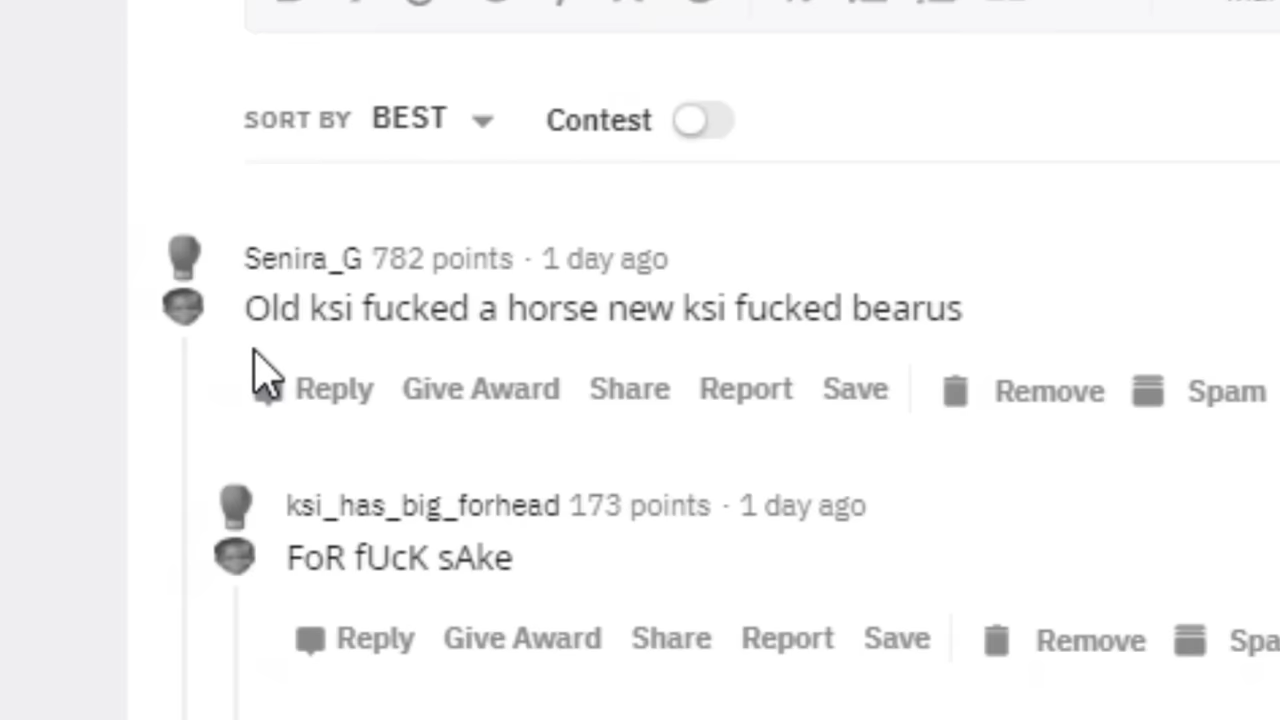 SORT BY BEST Contest
Senira_G 782 points · 1 day ago
Old ksi fucked a horse new ksi fucked bearus
Reply Give Award Share Report Save Remove Spam
ksi_has_big_forhead 173 points · 1 day ago
FoR fUcK sAke
Reply Give Award Share Report Save Remove Spa